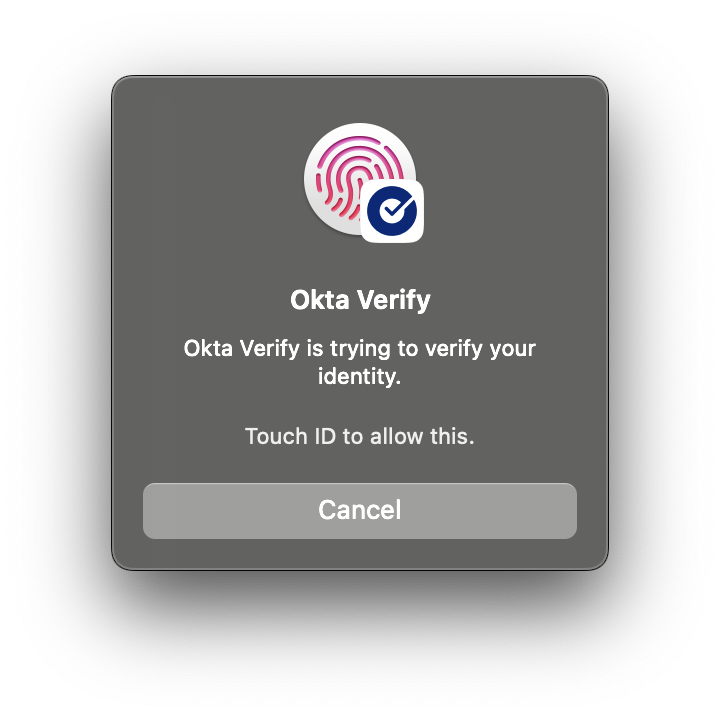 Okta Verify
Okta Verify is trying to verify your
identity.
Touch ID to allow this.
Cancel